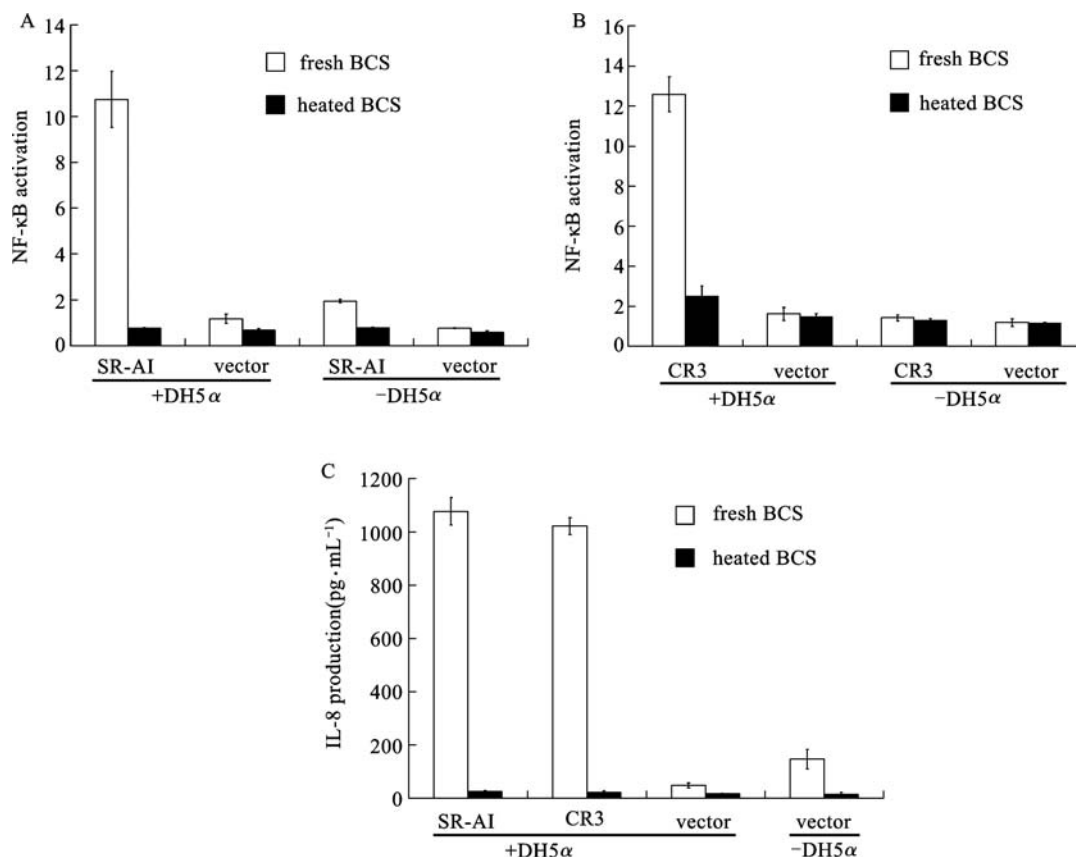 A
14
12
10
8
6
4
2
0
NF-κB activation
fresh BCS
heated BCS
SR-AI vector SR-AI vector
+DH5α −DH5α
B
16
14
12
10
8
6
4
2
0
NF-κB activation
fresh BCS
heated BCS
CR3 vector CR3 vector
+DH5α −DH5α
C
1200
1000
800
600
400
200
0
IL-8 production(pg·mL⁻¹)
fresh BCS
heated BCS
SR-AI CR3 vector vector
+DH5α −DH5α